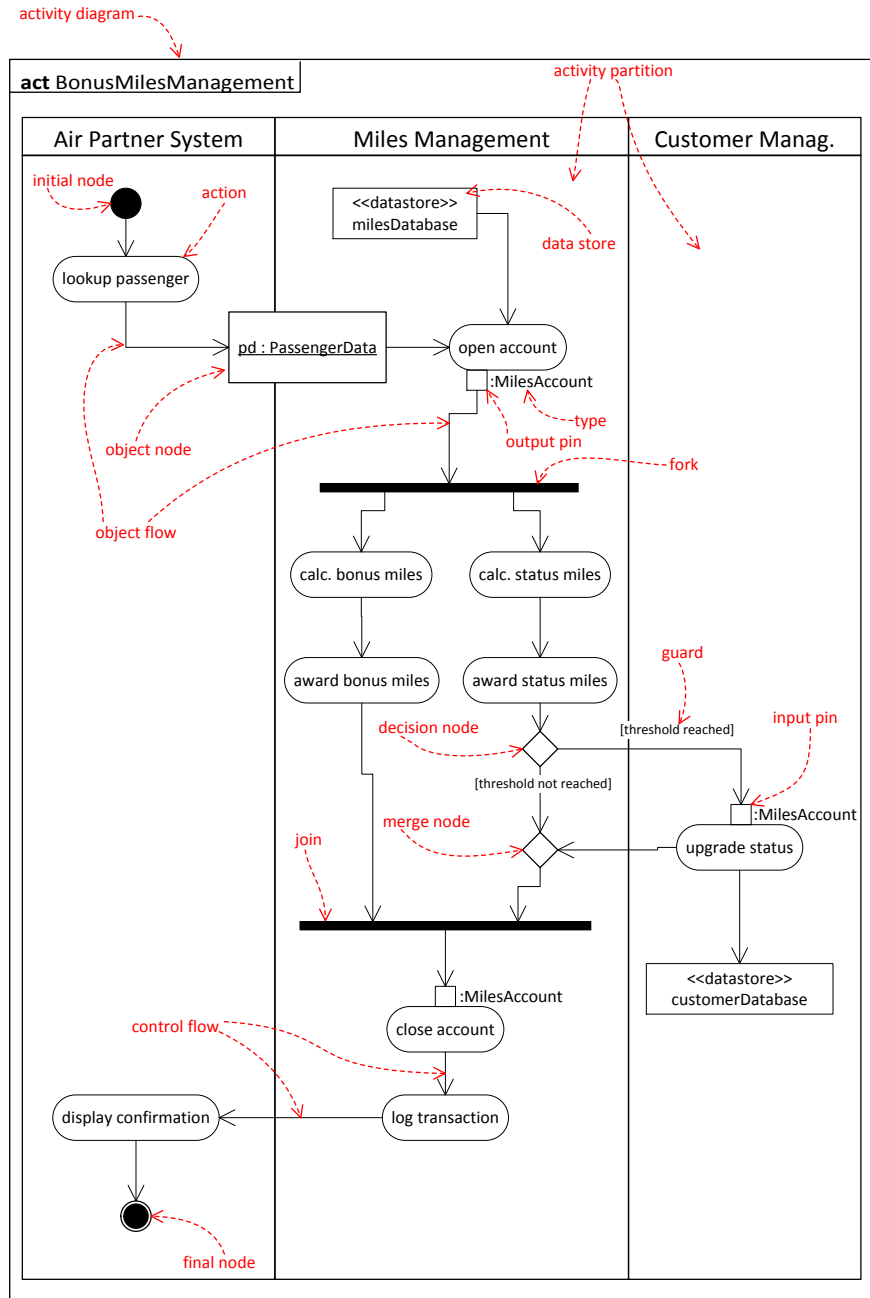 activity diagram
act BonusMilesManagement
activity partition
Air Partner System
Miles Management
Customer Manag.
initial node
action
<<datastore>>
milesDatabase
data store
lookup passenger
pd : PassengerData
open account
:MilesAccount
type
output pin
object node
fork
object flow
calc. bonus miles
calc. status miles
guard
award bonus miles
award status miles
input pin
decision node
[threshold reached]
[threshold not reached]
:MilesAccount
merge node
join
upgrade status
<<datastore>>
customerDatabase
:MilesAccount
control flow
close account
display confirmation
log transaction
final node